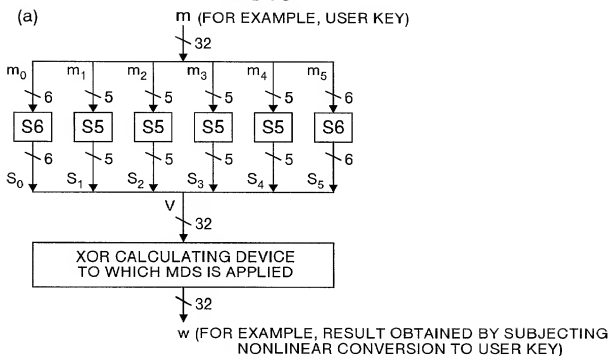 (a)
m (FOR EXAMPLE, USER KEY)
32
m0 m1 m2 m3 m4 m5
6 5 5 5 5 6
S6 S5 S5 S5 S5 S6
6 5 5 5 5 6
S0 S1 S2 S3 S4 S5
V
32
XOR CALCULATING DEVICE
TO WHICH MDS IS APPLIED
32
w (FOR EXAMPLE, RESULT OBTAINED BY SUBJECTING
NONLINEAR CONVERSION TO USER KEY)